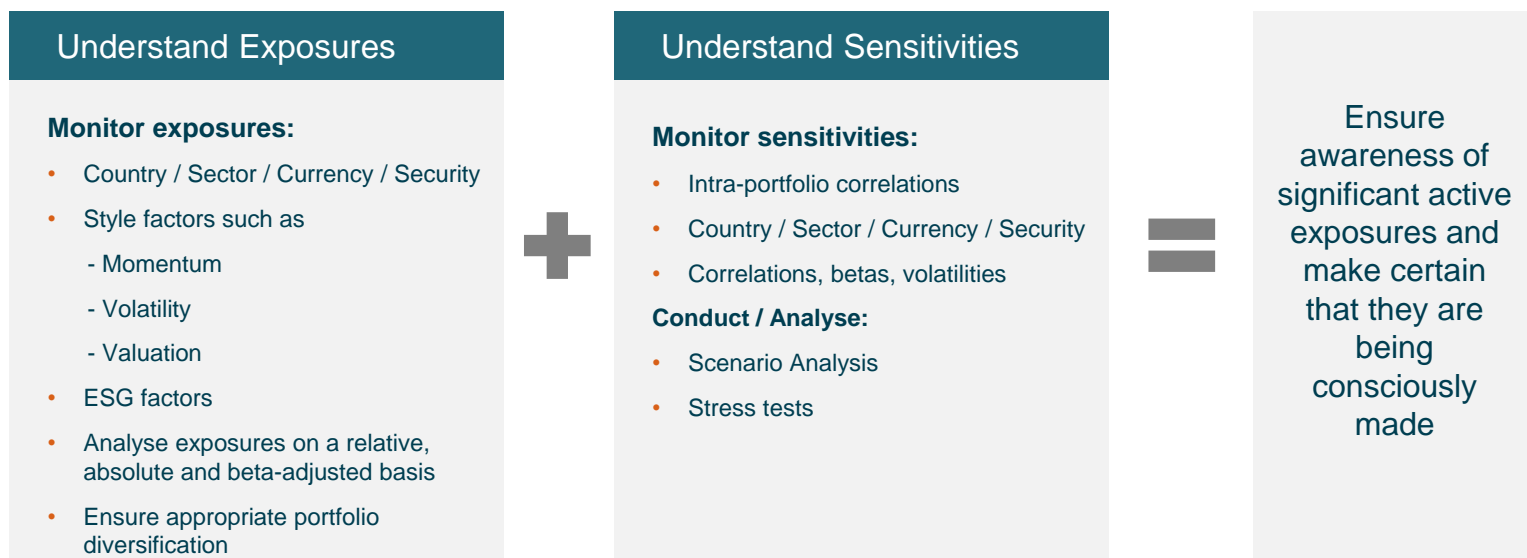 Understand Exposures
Monitor exposures:
• Country / Sector / Currency / Security
• Style factors such as
- Momentum
- Volatility
- Valuation
• ESG factors
• Analyse exposures on a relative,
absolute and beta-adjusted basis
• Ensure appropriate portfolio
diversification
Understand Sensitivities
Monitor sensitivities:
• Intra-portfolio correlations
• Country / Sector / Currency / Security
• Correlations, betas, volatilities
Conduct / Analyse:
• Scenario Analysis
• Stress tests
Ensure
awareness of
significant active
exposures and
make certain
that they are
being
consciously
made